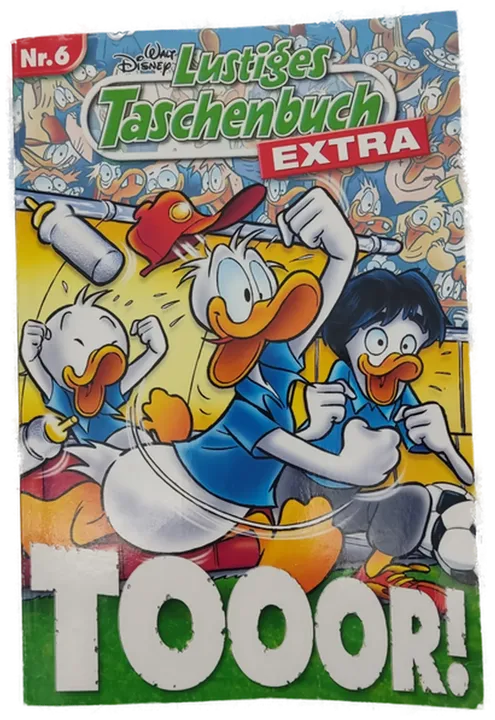 Nr. 6
Walt
Disney
Lustiges
Taschenbuch
EXTRA
TOOOR!